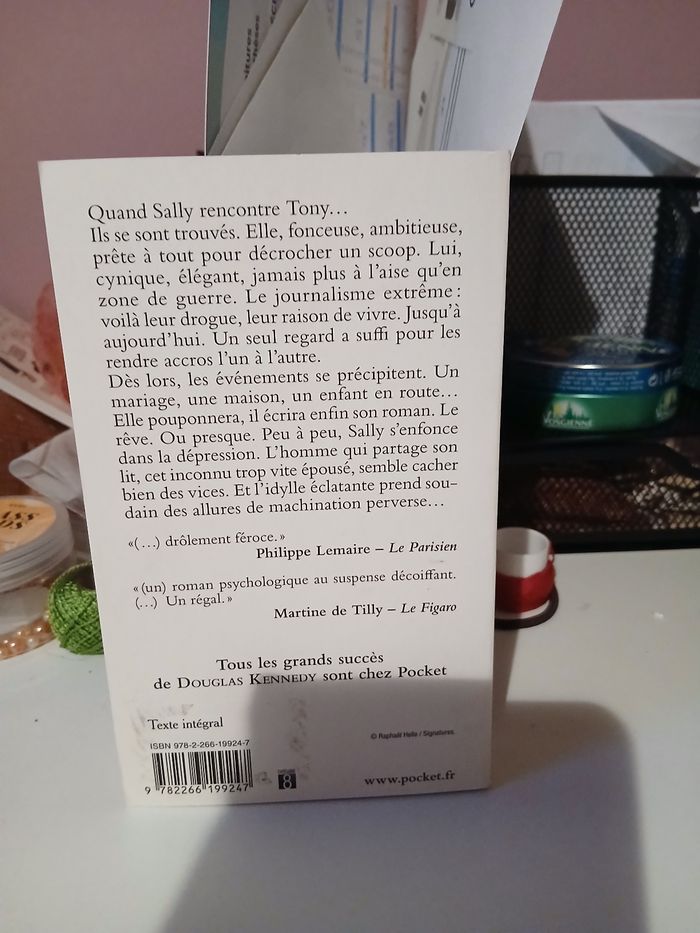 Quand Sally rencontre Tony…
Ils se sont trouvés. Elle, fonceuse, ambitieuse,
prête à tout pour décrocher un scoop. Lui,
cynique, élégant, jamais plus à l'aise qu'en
zone de guerre. Le journalisme extrême :
voilà leur drogue, leur raison de vivre. Jusqu'à
aujourd'hui. Un seul regard a suffi pour les
rendre accros l'un à l'autre.
Dès lors, les événements se précipitent. Un
mariage, une maison, un enfant en route…
Elle pouponnera, il écrira enfin son roman. Le
rêve. Ou presque. Peu à peu, Sally s'enfonce
dans la dépression. L'homme qui partage son
lit, cet inconnu trop vite épousé, semble cacher
bien des vices. Et l'idylle éclatante prend sou-
dain des allures de machination perverse…
«(…) drôlement féroce.»
Philippe Lemaire – Le Parisien
«(un) roman psychologique au suspense décoiffant.
(…) Un régal.»
Martine de Tilly – Le Figaro
Tous les grands succès
de DOUGLAS KENNEDY sont chez Pocket
Texte intégral
ISBN 978-2-266-19924-7
9 782266 199247
8
© Raphaël Helle / Signatures.
www.pocket.fr
VOSGIENNE